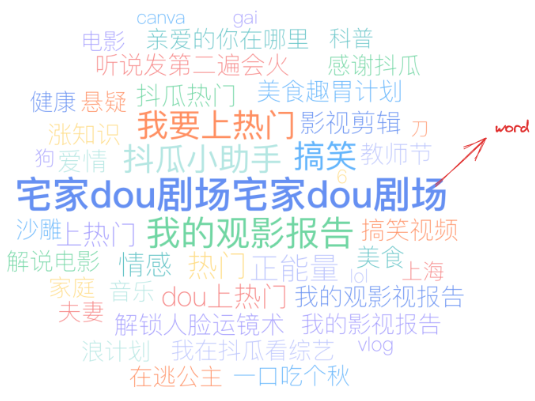 canva gai
电影 亲爱的你在哪里 科普
听说发第二遍会火 感谢抖瓜
健康 悬疑 抖瓜热门 美食趣胃计划
涨知识 我要上热门 影视剪辑 刀 word
狗 爱情 抖瓜小助手 搞笑 教师节
6
宅家dou剧场宅家dou剧场
沙雕 上热门 我的观影报告 搞笑视频
解说电影 情感 热门 正能量 美食
lol 上海
家庭 音乐 dou上热门 我的观影视报告
夫妻 解锁人脸运镜术 我的影视报告
浪计划 我在抖瓜看综艺 vlog
在逃公主 一口吃个秋